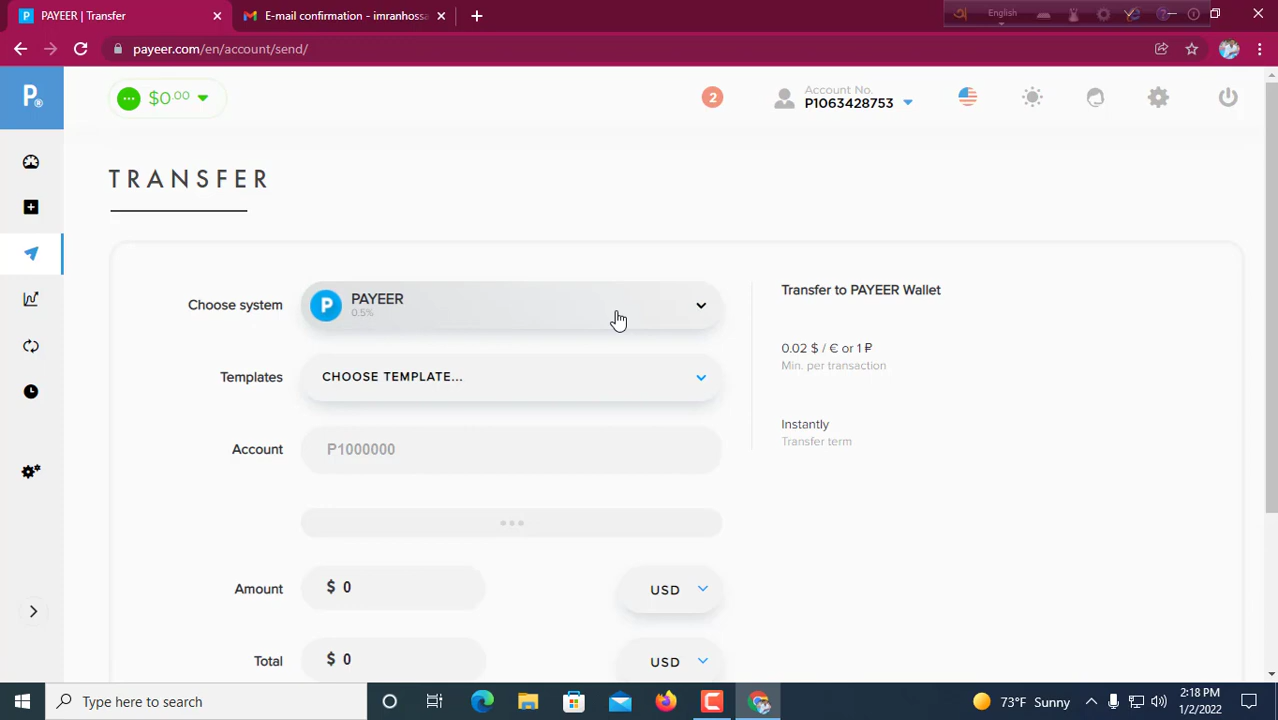 PAYEER | Transfer
E-mail confirmation - imranhossa
English
payeer.com/en/account/send/
P®
$0.00
2
Account No.
P1063428753
TRANSFER
Choose system
PAYEER
0.5%
Transfer to PAYEER Wallet
0.02 $ / € or 1 ₽
Min. per transaction
Templates
CHOOSE TEMPLATE...
Instantly
Transfer term
Account
P1000000
Amount
$ 0
USD
Total
$ 0
USD
Type here to search
73°F Sunny
2:18 PM
1/2/2022